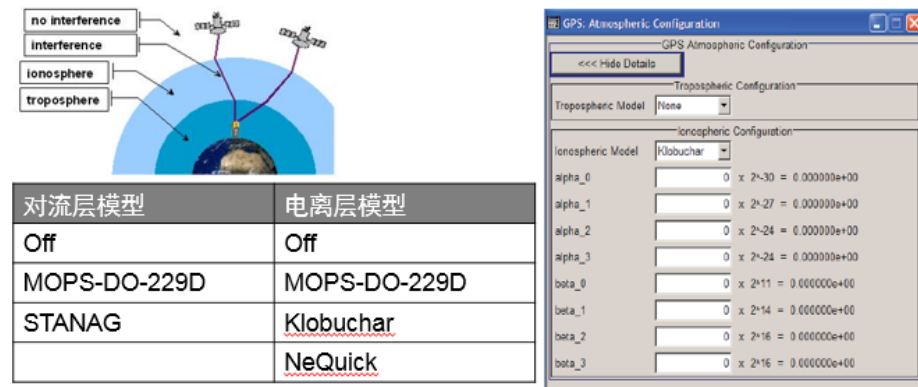 no interference
interference
ionosphere
troposphere
对流层模型 电离层模型
Off Off
MOPS-DO-229D MOPS-DO-229D
STANAG Klobuchar
NeQuick
GPS: Atmospheric Configuration
GPS Atmospheric Configuration
<<< Hide Details
Tropospheric Configuration
Tropospheric Model None
Ionospheric Configuration
Ionospheric Model Klobuchar
alpha_0 0 x 2^-30 = 0.000000e+00
alpha_1 0 x 2^-27 = 0.000000e+00
alpha_2 0 x 2^-24 = 0.000000e+00
alpha_3 0 x 2^-24 = 0.000000e+00
beta_0 0 x 2^11 = 0.000000e+00
beta_1 0 x 2^14 = 0.000000e+00
beta_2 0 x 2^16 = 0.000000e+00
beta_3 0 x 2^16 = 0.000000e+00